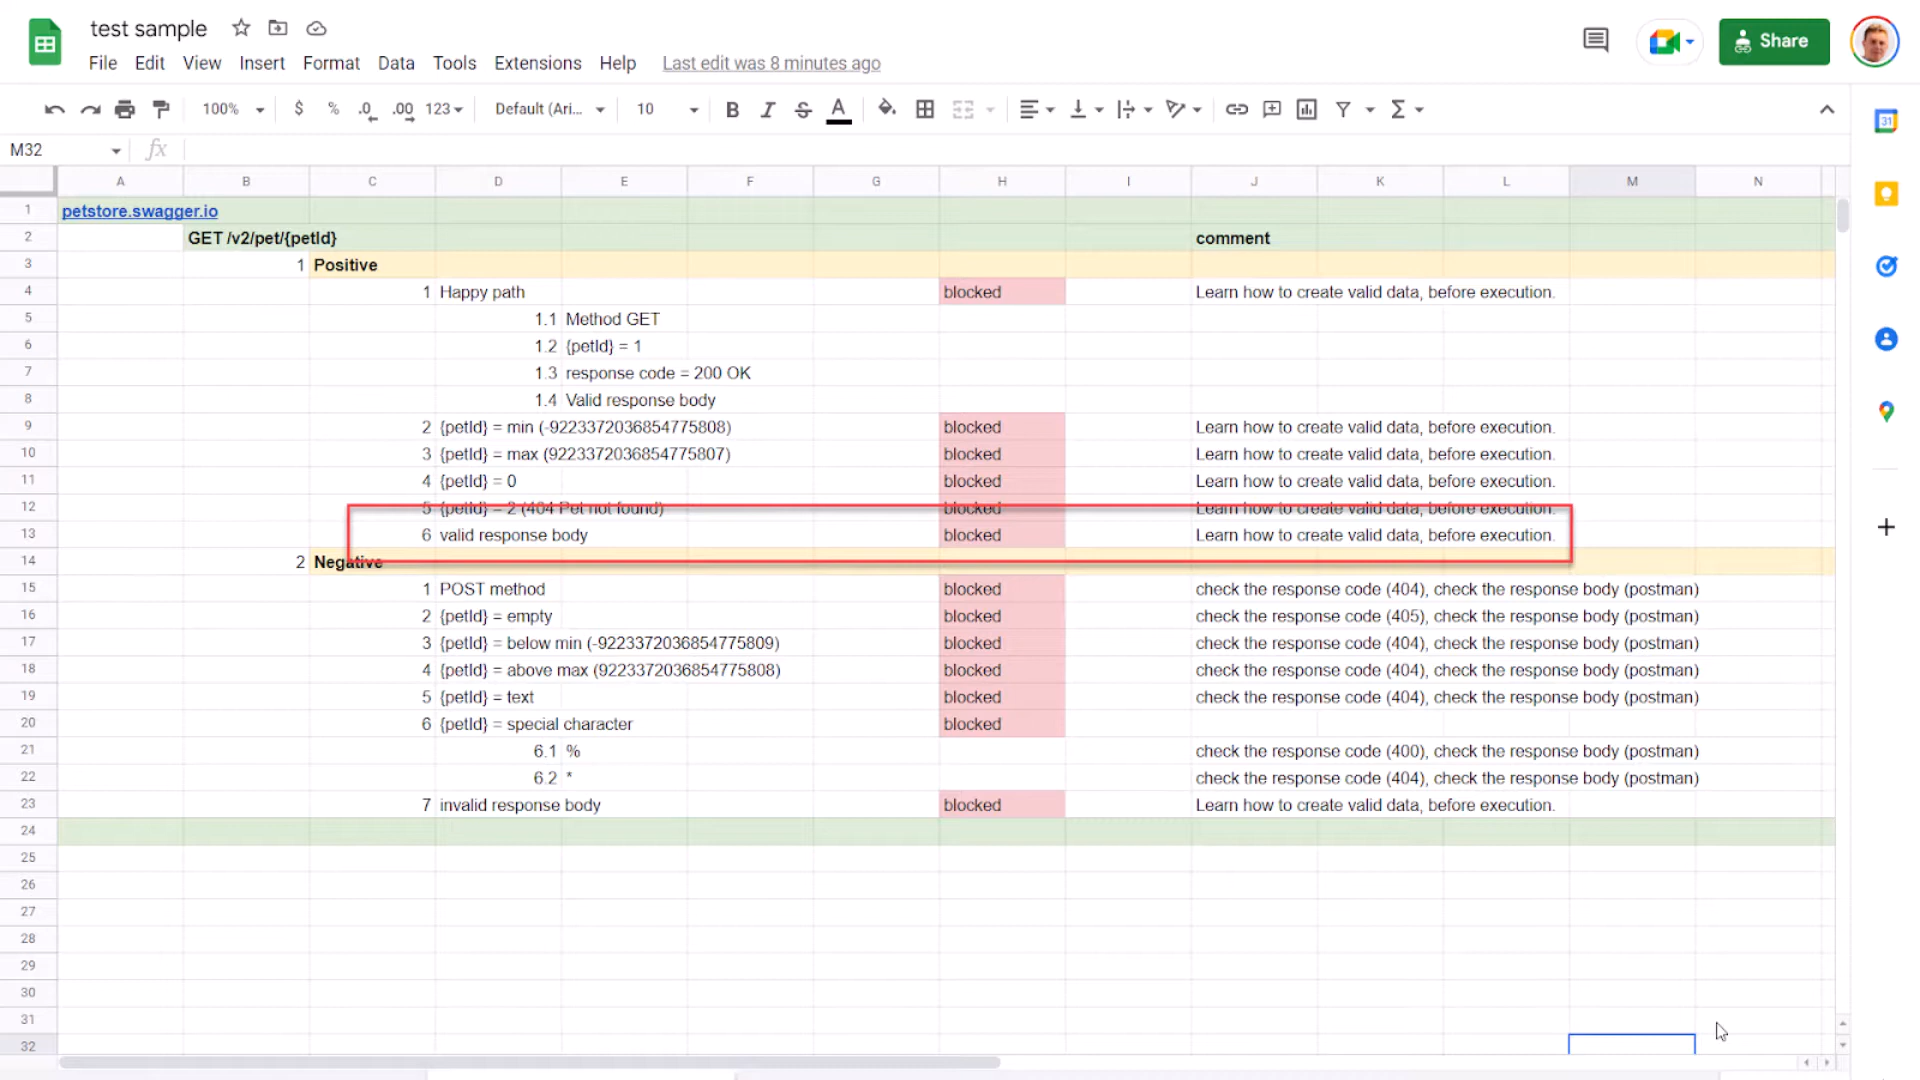 test sample
File Edit View Insert Format Data Tools Extensions Help Last edit was 8 minutes ago
Share
100% $ % .0 .00 123 Default (Ari... 10 B I S A
M32 fx
A B C D E F G H I J K L M N
1 petstore.swagger.io
2 GET /v2/pet/{petId} comment
3 1 Positive
4 1 Happy path blocked Learn how to create valid data, before execution.
5 1.1 Method GET
6 1.2 {petId} = 1
7 1.3 response code = 200 OK
8 1.4 Valid response body
9 2 {petId} = min (-9223372036854775808) blocked Learn how to create valid data, before execution.
10 3 {petId} = max (9223372036854775807) blocked Learn how to create valid data, before execution.
11 4 {petId} = 0 blocked Learn how to create valid data, before execution.
12 5 {petId} = 2 (404 Pet not found) blocked Learn how to create valid data, before execution.
13 6 valid response body blocked Learn how to create valid data, before execution.
14 2 Negative
15 1 POST method blocked check the response code (404), check the response body (postman)
16 2 {petId} = empty blocked check the response code (405), check the response body (postman)
17 3 {petId} = below min (-9223372036854775809) blocked check the response code (404), check the response body (postman)
18 4 {petId} = above max (9223372036854775808) blocked check the response code (404), check the response body (postman)
19 5 {petId} = text blocked check the response code (404), check the response body (postman)
20 6 {petId} = special character blocked
21 6.1 % check the response code (400), check the response body (postman)
22 6.2 * check the response code (404), check the response body (postman)
23 7 invalid response body blocked Learn how to create valid data, before execution.
24
25
26
27
28
29
30
31
32